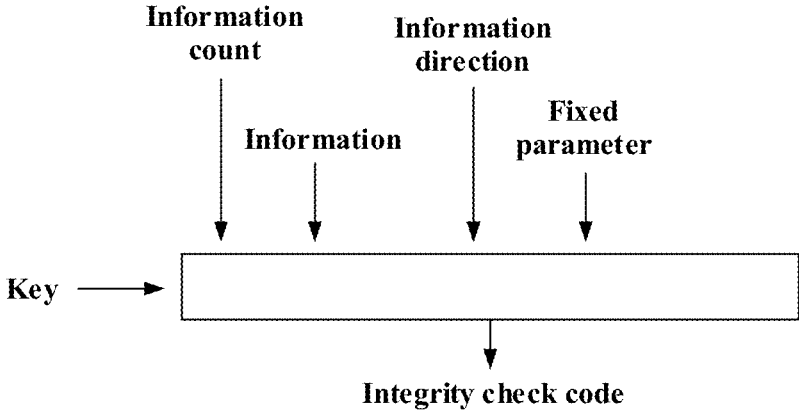 Information
count
Information
direction
Information
Fixed
parameter
Key
Integrity check code